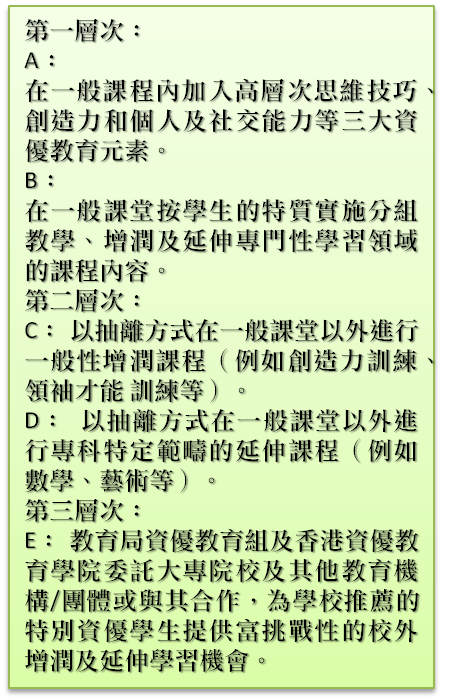 第一層次：
A：
在一般課程內加入高層次思維技巧、
創造力和個人及社交能力等三大資
優教育元素。
B：
在一般課堂按學生的特質實施分組
教學、增潤及延伸專門性學習領域
的課程內容。
第二層次：
C： 以抽離方式在一般課堂以外進行
一般性增潤課程（例如創造力訓練、
領袖才能 訓練等）。
D：  以抽離方式在一般課堂以外進
行專科特定範疇的延伸課程（例如
數學、藝術等）。
第三層次：
E： 教育局資優教育組及香港資優教
育學院委託大專院校及其他教育機
構/團體或與其合作，為學校推薦的
特別資優學生提供富挑戰性的校外
增潤及延伸學習機會。